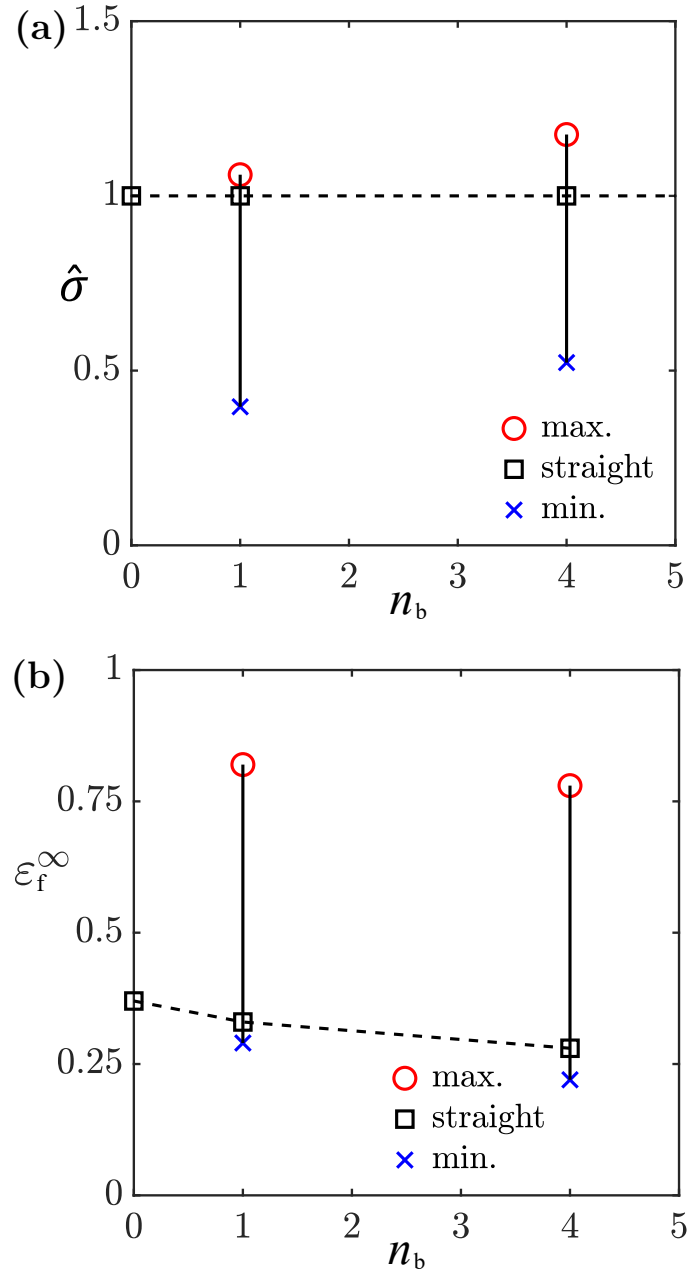 (a)
1.5
1
0.5
0
σ̂
max.
straight
min.
0 1 2 3 4 5
n_b
(b)
1
0.75
0.5
0.25
0
ε_f^∞
max.
straight
min.
0 1 2 3 4 5
n_b